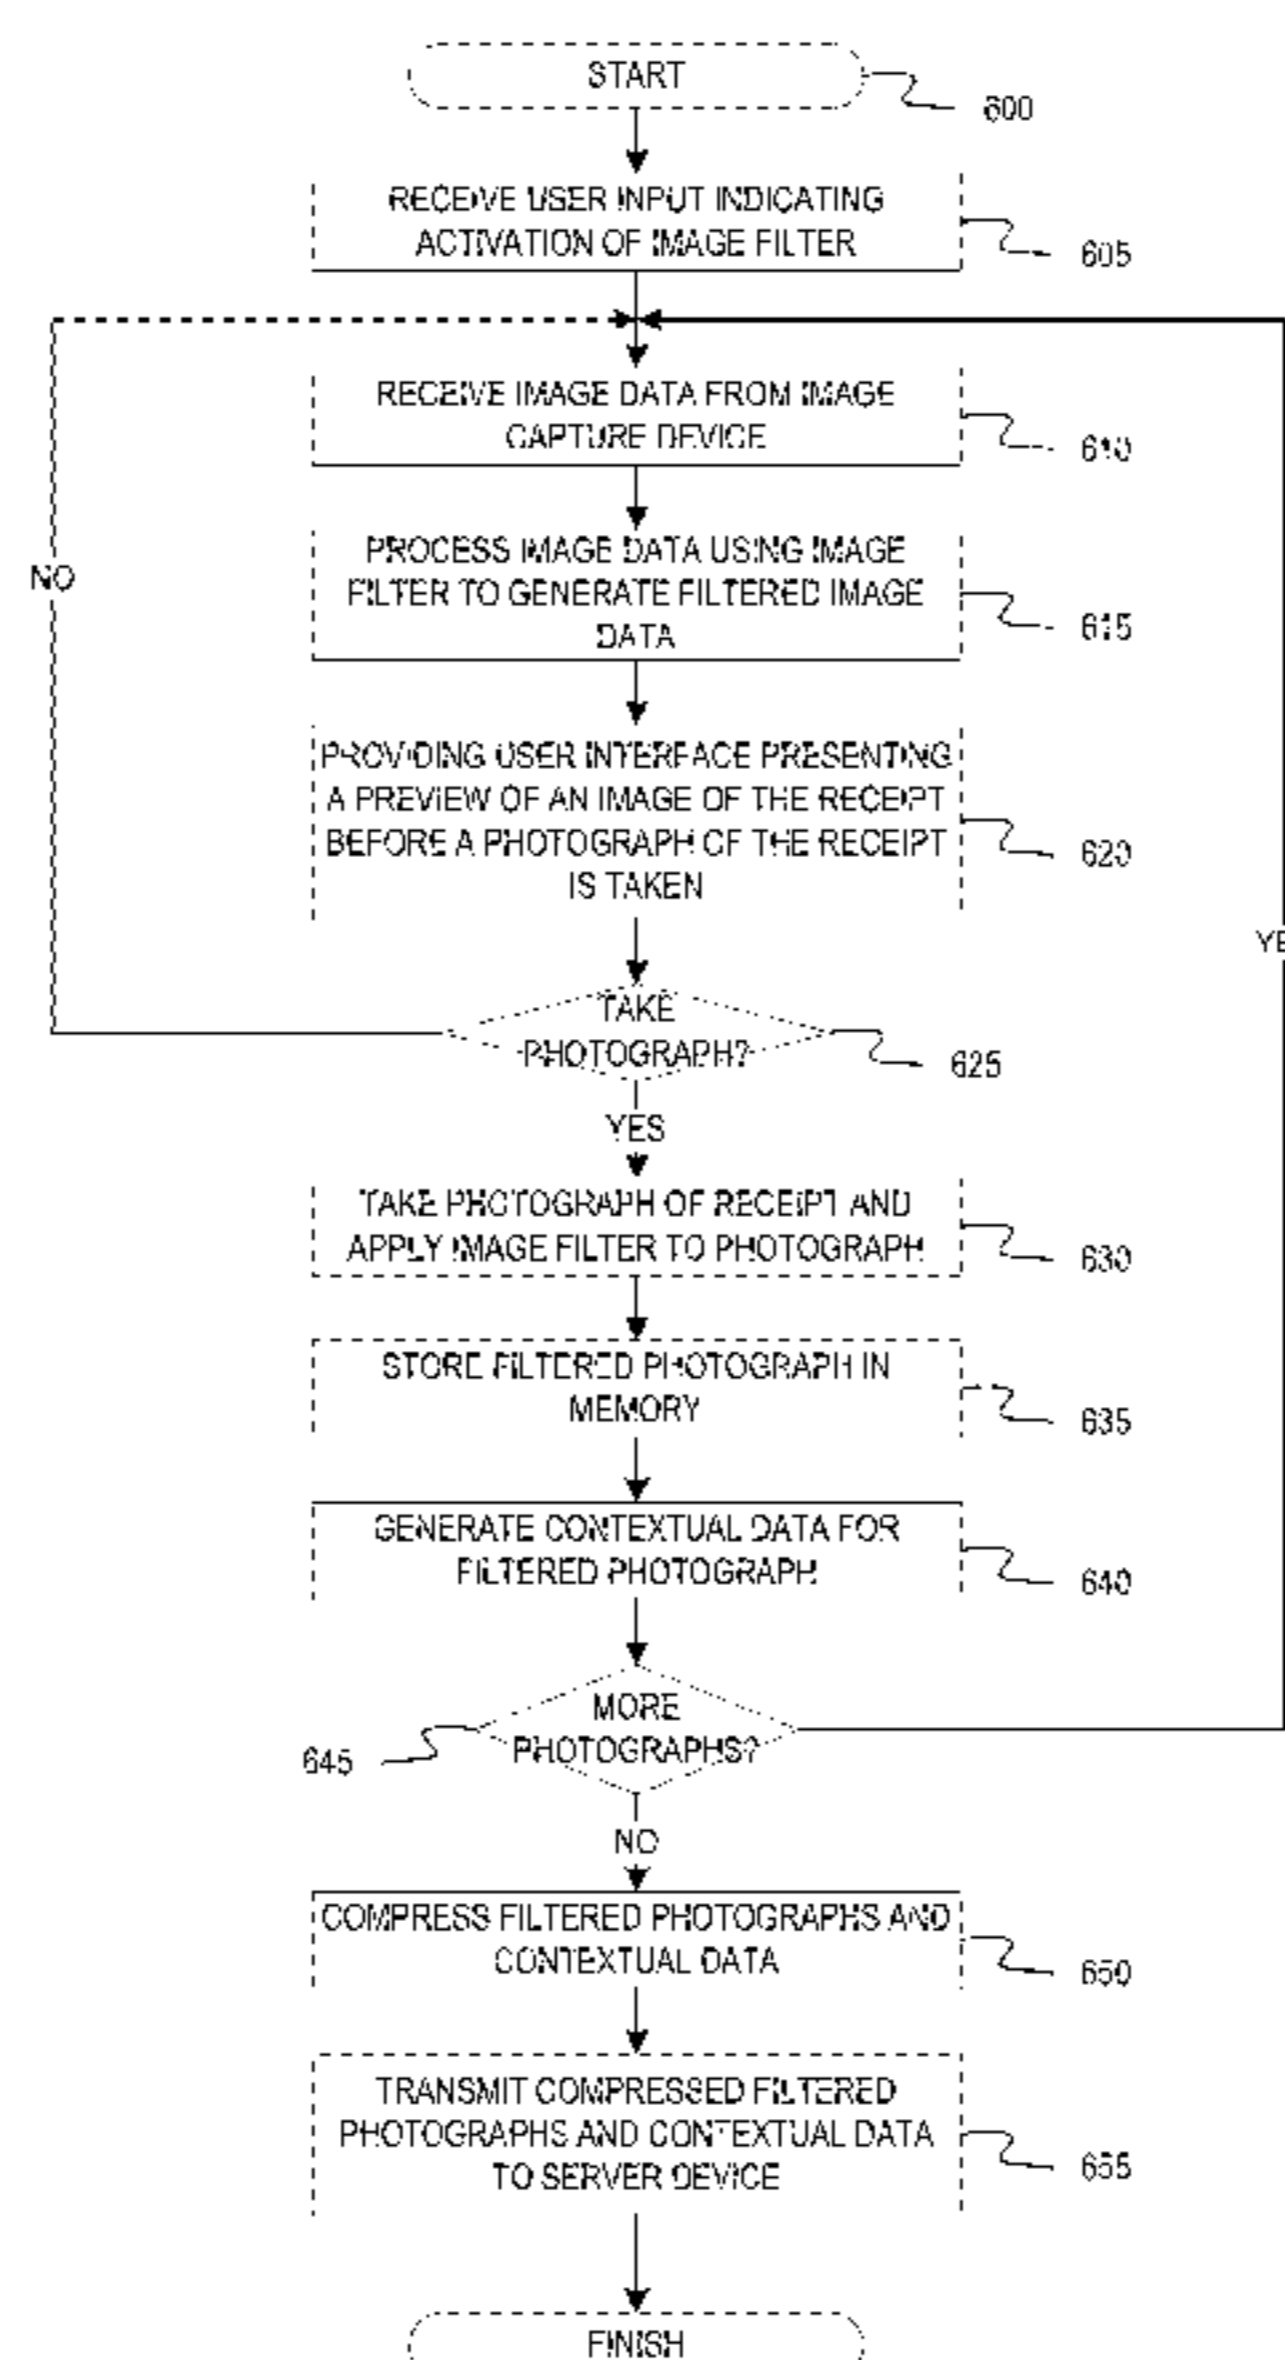 START
600
RECEIVE USER INPUT INDICATING
ACTIVATION OF IMAGE FILTER
605
RECEIVE IMAGE DATA FROM IMAGE
CAPTURE DEVICE
610
PROCESS IMAGE DATA USING IMAGE
FILTER TO GENERATE FILTERED IMAGE
DATA
NO
615
PROVIDING USER INTERFACE PRESENTING
A PREVIEW OF AN IMAGE OF THE RECEIPT
BEFORE A PHOTOGRAPH OF THE RECEIPT
IS TAKEN
620
YE
TAKE
PHOTOGRAPH?
625
YES
TAKE PHOTOGRAPH OF RECEIPT AND
APPLY IMAGE FILTER TO PHOTOGRAPH
630
STORE FILTERED PHOTOGRAPH IN
MEMORY
635
GENERATE CONTEXTUAL DATA FOR
FILTERED PHOTOGRAPH
640
MORE
PHOTOGRAPHS?
645
NO
COMPRESS FILTERED PHOTOGRAPHS AND
CONTEXTUAL DATA
650
TRANSMIT COMPRESSED FILTERED
PHOTOGRAPHS AND CONTEXTUAL DATA
TO SERVER DEVICE
655
FINISH